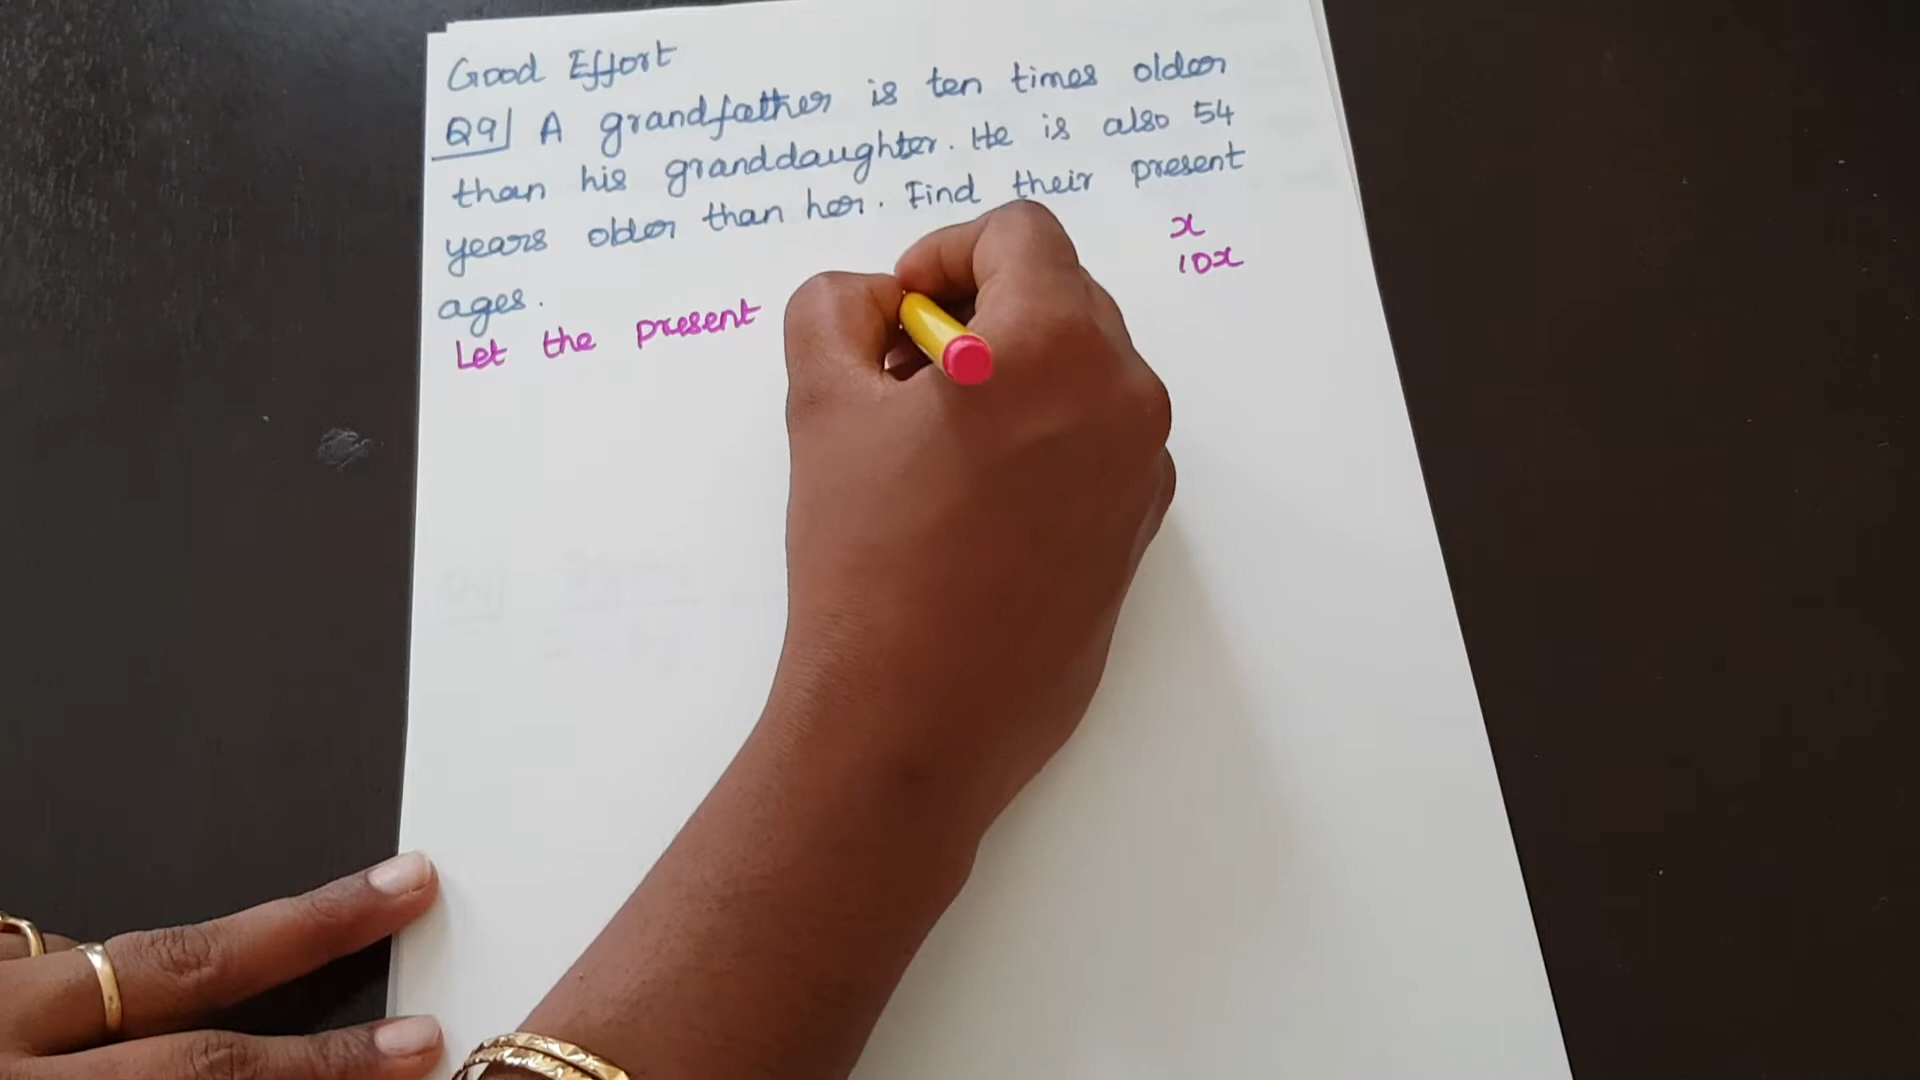 Good Effort
Q9 A grandfather is ten times older
than his granddaughter. He is also 54
years older than her. Find their present
ages.
x
10x
Let the present